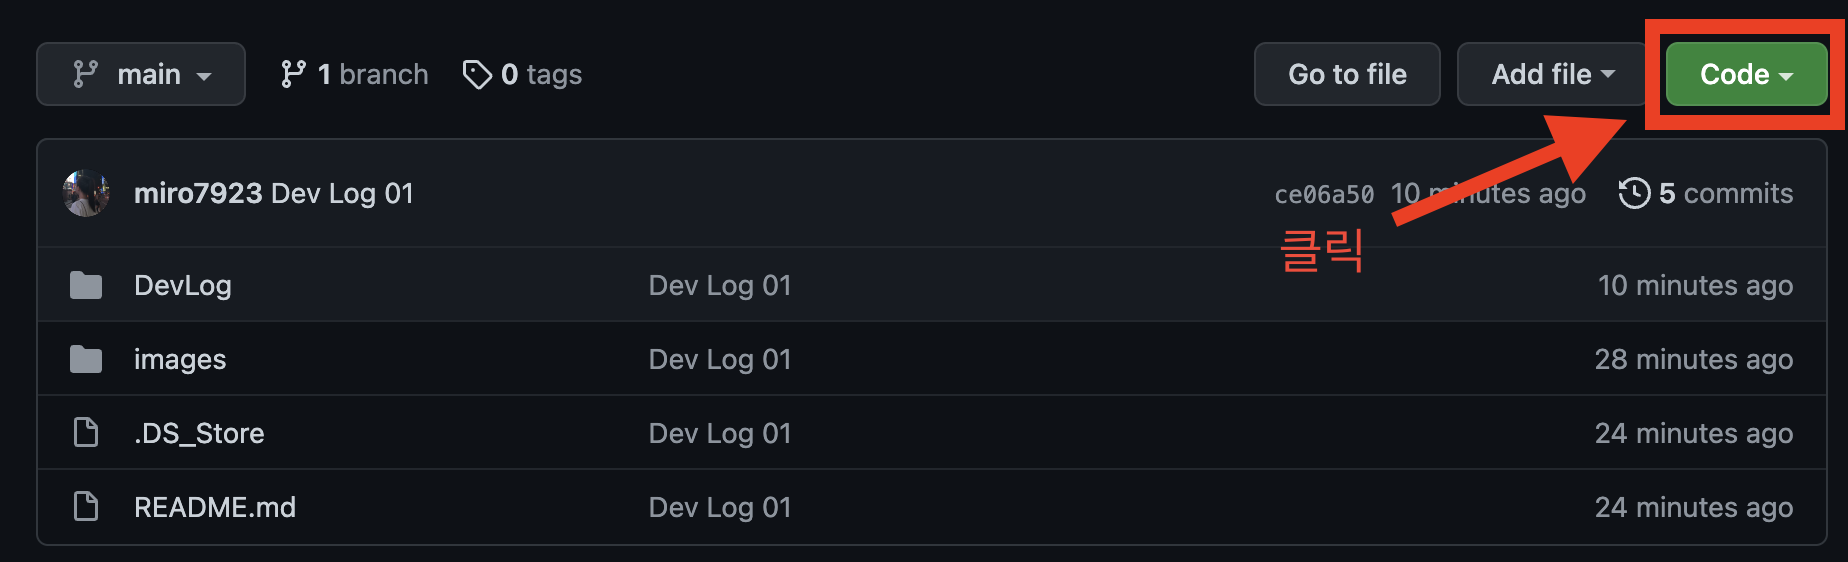 main 1 branch 0 tags Go to file Add file Code
miro7923 Dev Log 01 ce06a50 10 minutes ago 5 commits
클릭
DevLog Dev Log 01 10 minutes ago
images Dev Log 01 28 minutes ago
.DS_Store Dev Log 01 24 minutes ago
README.md Dev Log 01 24 minutes ago